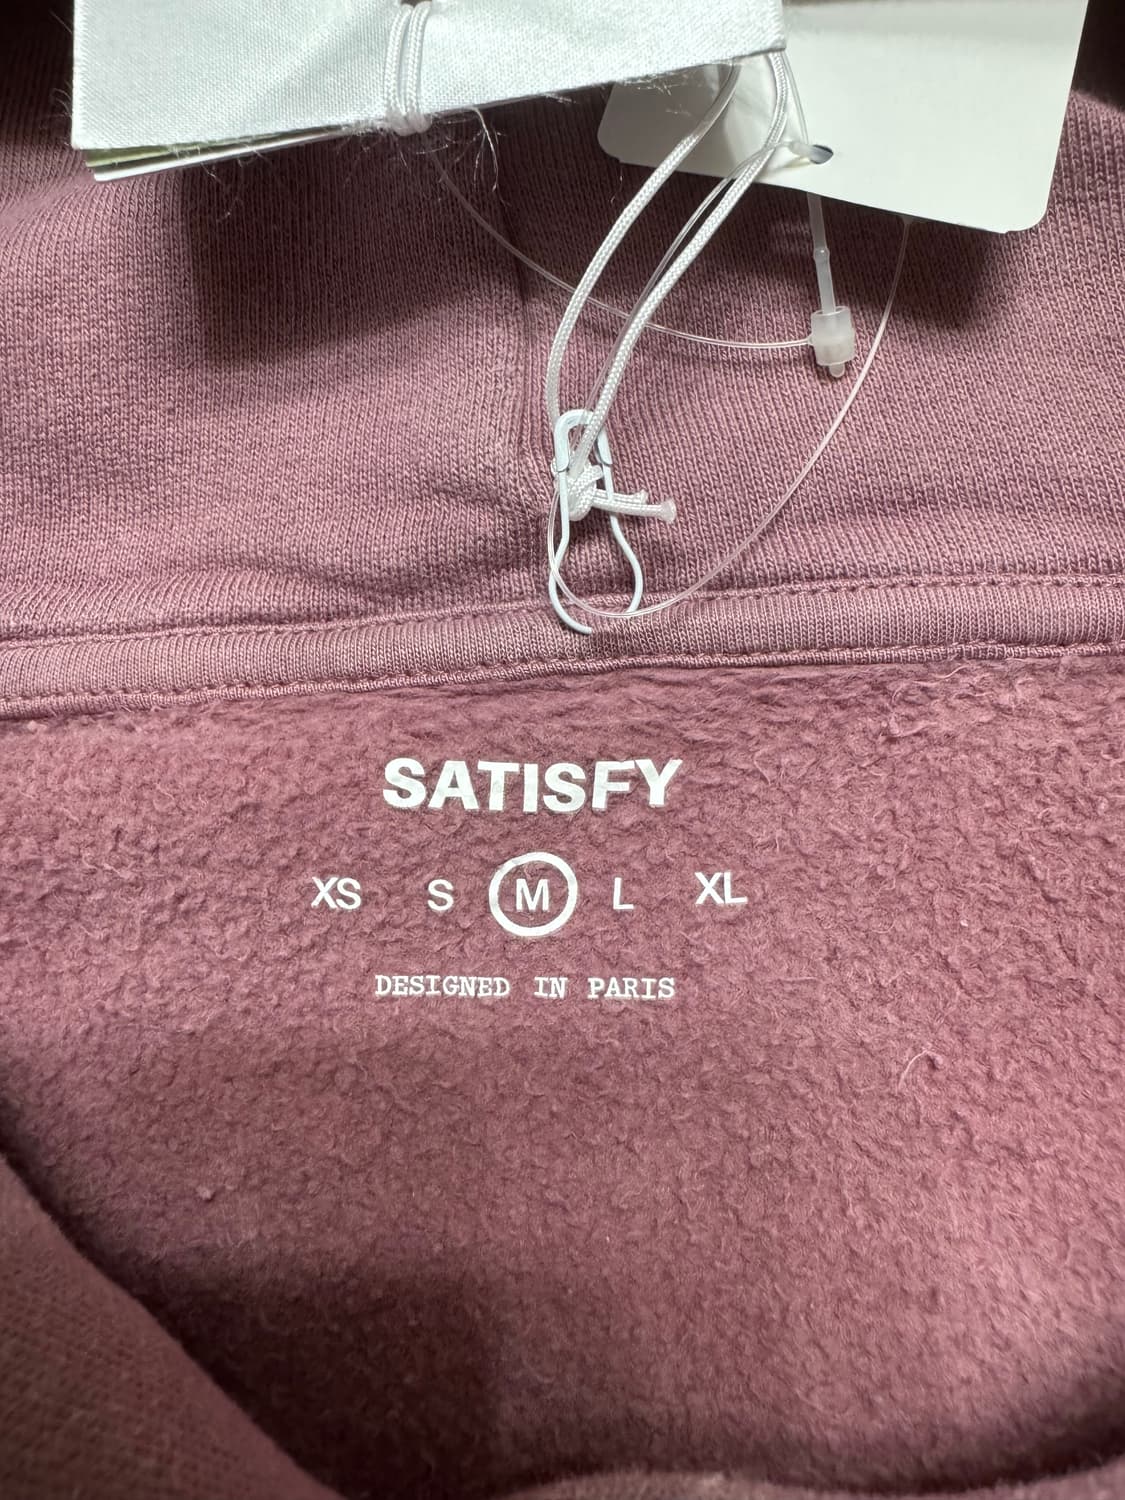 SATISFY
XS S M L XL
DESIGNED IN PARIS